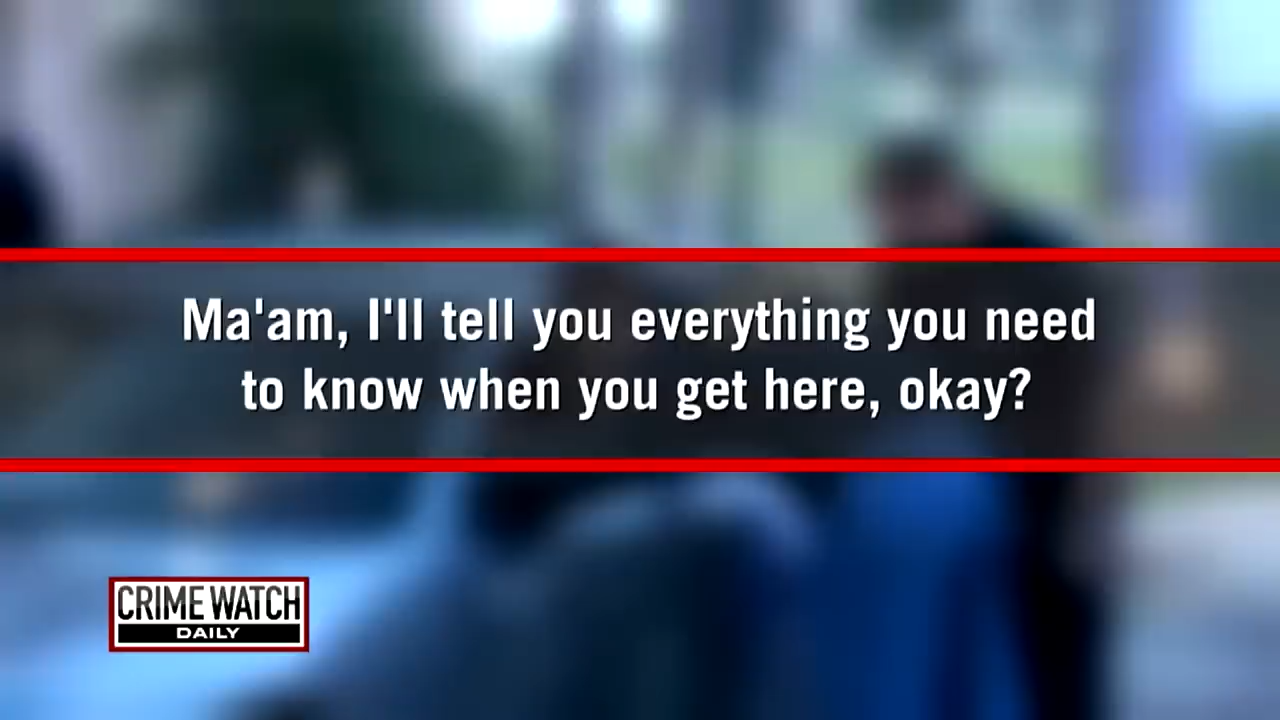 Ma'am, I'll tell you everything you need
to know when you get here, okay?
CRIME WATCH
DAILY